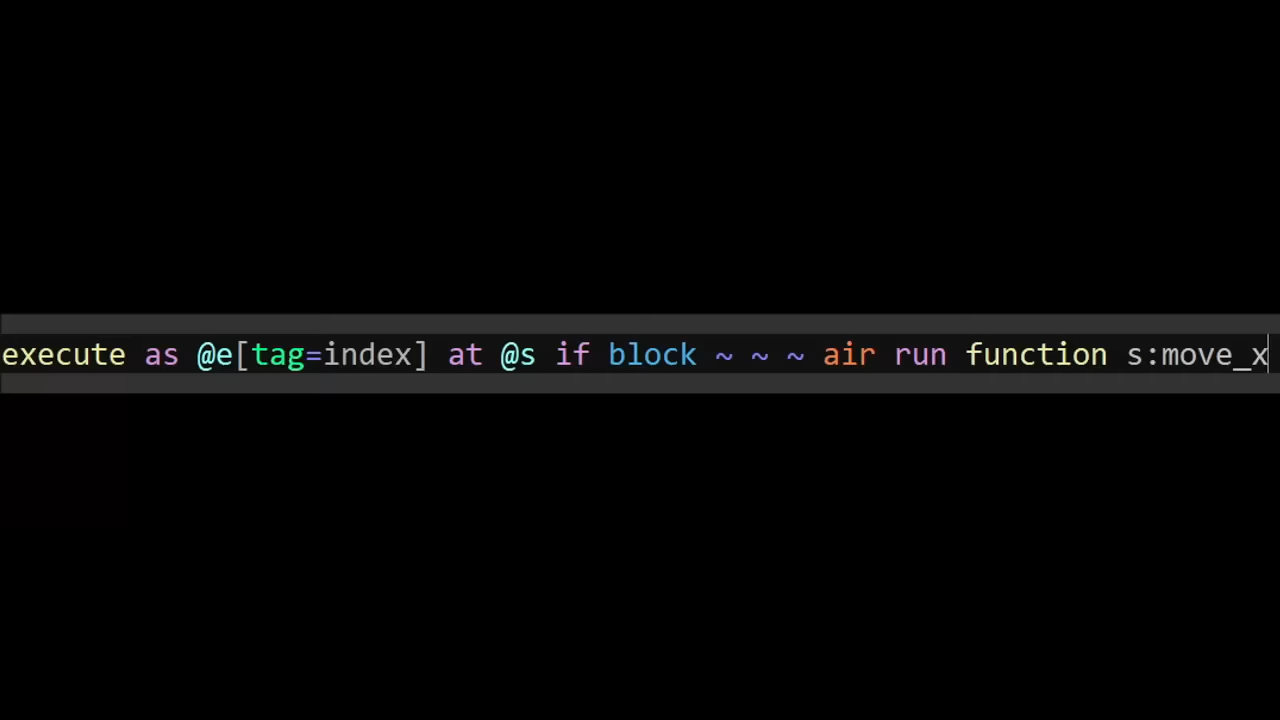 execute as @e[tag=index] at @s if block ~ ~ ~ air run function s:move_x